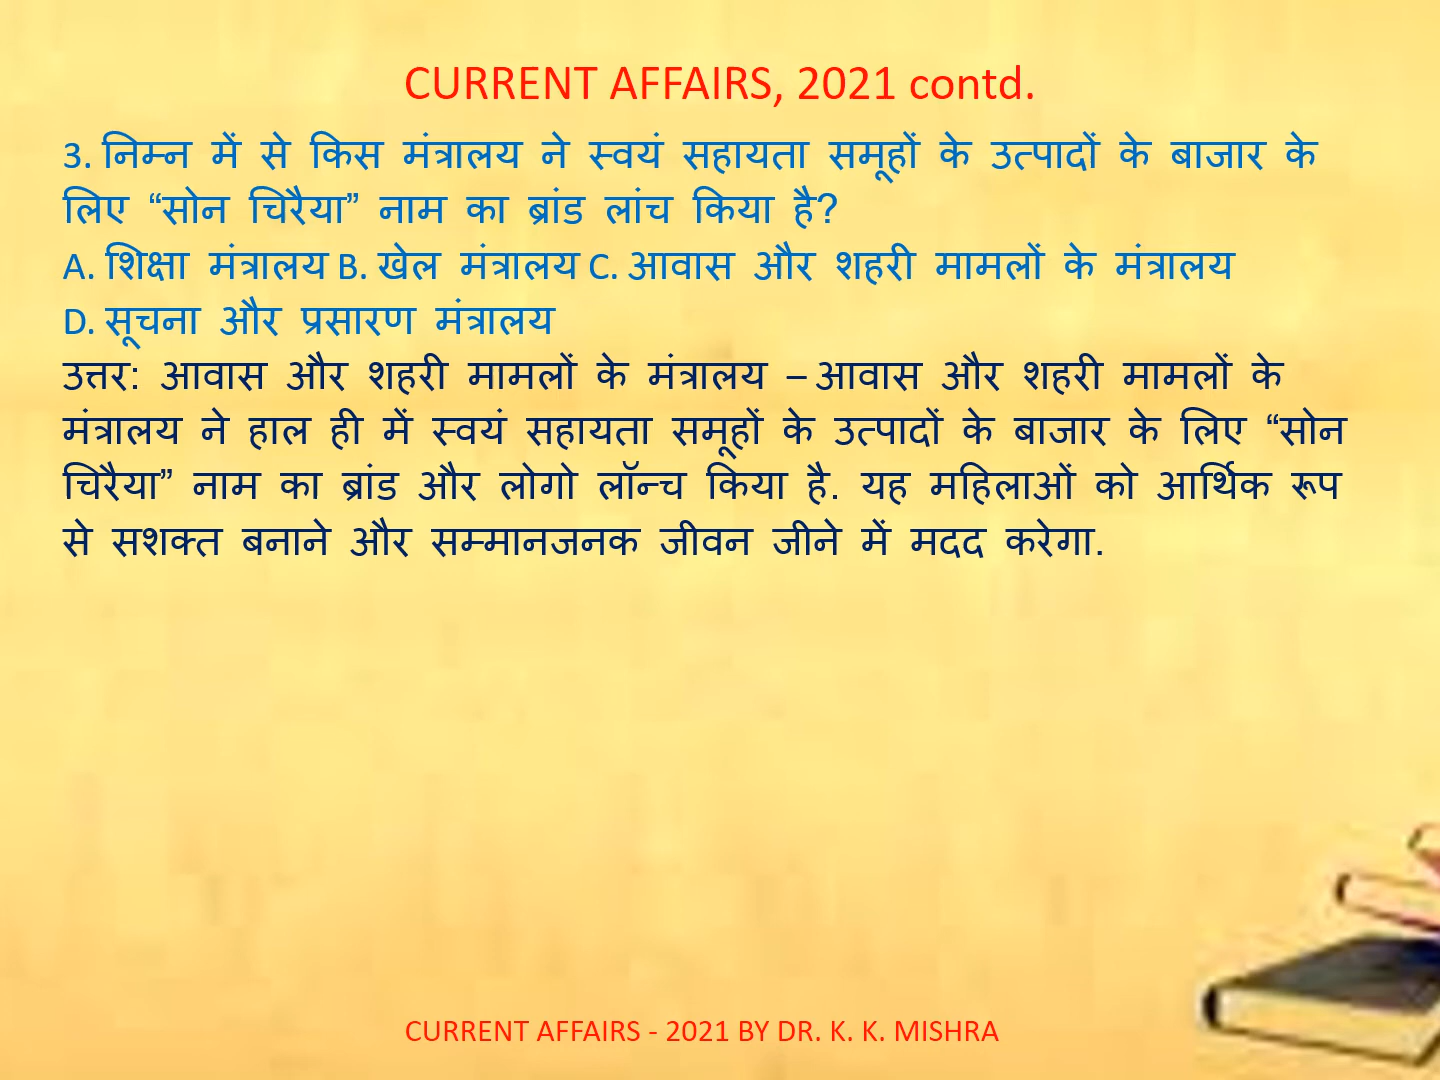 CURRENT AFFAIRS, 2021 contd.
3. निम्न में से किस मंत्रालय ने स्वयं सहायता समूहों के उत्पादों के बाजार के
लिए “सोन चिरैया” नाम का ब्रांड लांच किया है?
A. शिक्षा मंत्रालय B. खेल मंत्रालय C. आवास और शहरी मामलों के मंत्रालय
D. सूचना और प्रसारण मंत्रालय
उत्तर: आवास और शहरी मामलों के मंत्रालय – आवास और शहरी मामलों के
मंत्रालय ने हाल ही में स्वयं सहायता समूहों के उत्पादों के बाजार के लिए “सोन
चिरैया” नाम का ब्रांड और लोगो लॉन्च किया है. यह महिलाओं को आर्थिक रूप
से सशक्त बनाने और सम्मानजनक जीवन जीने में मदद करेगा.
CURRENT AFFAIRS - 2021 BY DR. K. K. MISHRA